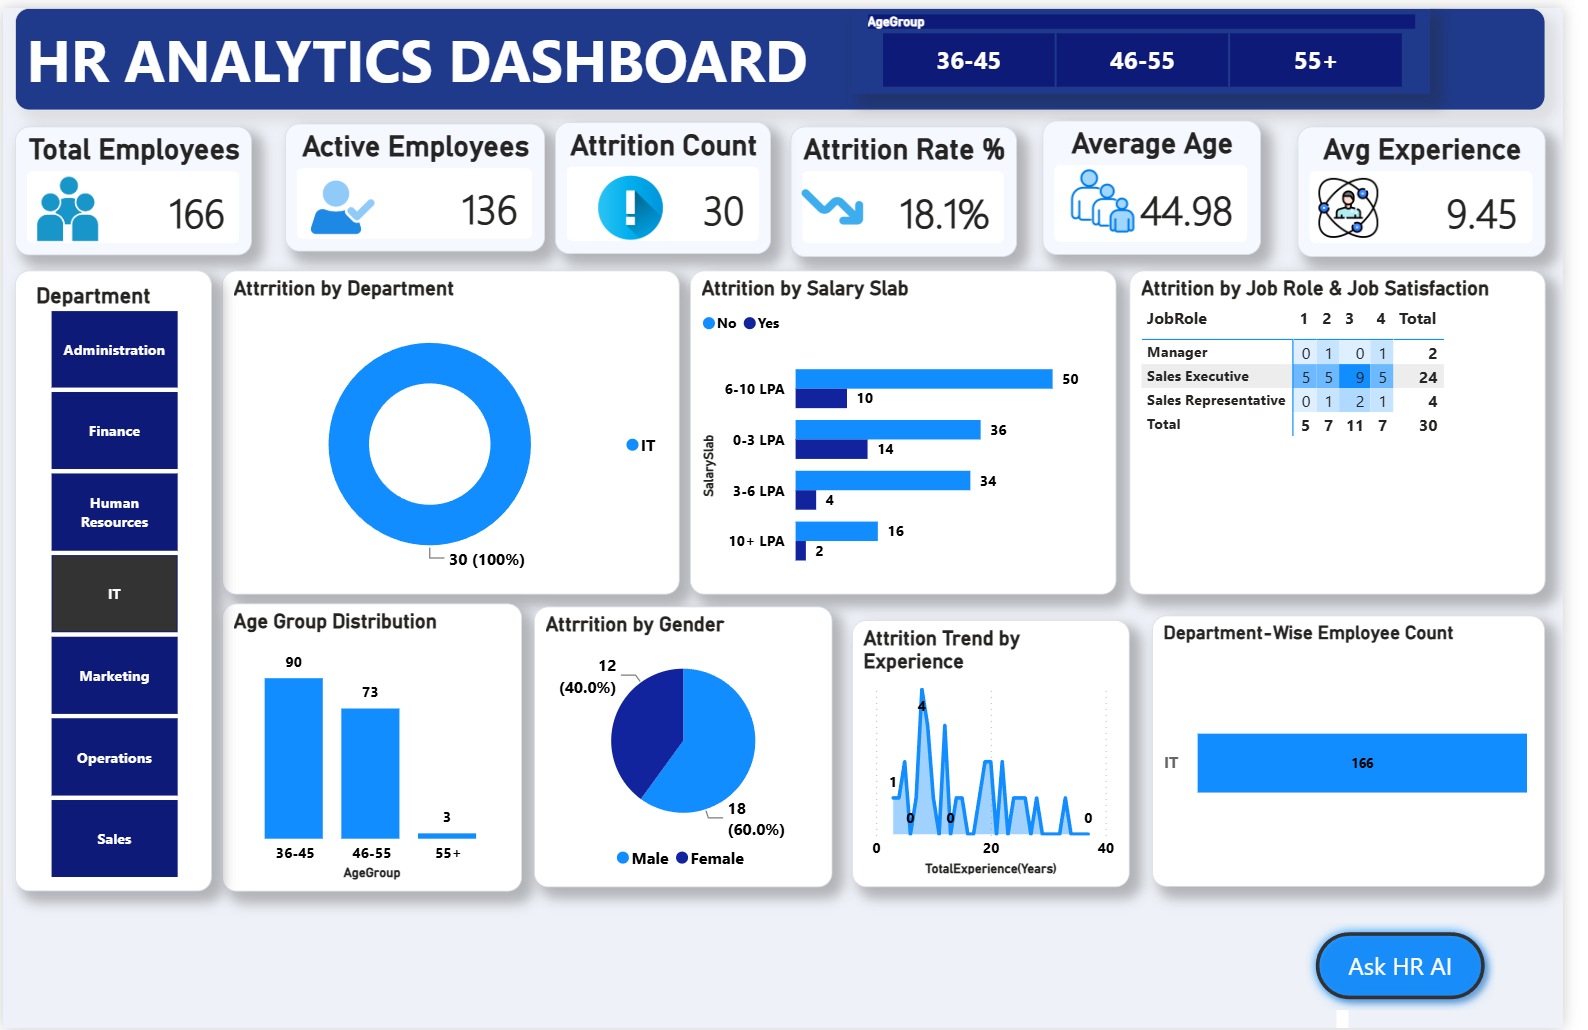 HR ANALYTICS DASHBOARD
AgeGroup
36-45 46-55 55+
Total Employees
166
Active Employees
136
Attrition Count
30
Attrition Rate %
18.1%
Average Age
44.98
Avg Experience
9.45
Department
Administration
Finance
Human
Resources
IT
Marketing
Operations
Sales
Attrrition by Department
IT
30 (100%)
Attrition by Salary Slab
No Yes
SalarySlab
6-10 LPA 50
10
0-3 LPA 36
14
3-6 LPA 34
4
10+ LPA 16
2
Attrition by Job Role & Job Satisfaction
JobRole 1 2 3 4 Total
Manager 0 1 0 1 2
Sales Executive 5 5 9 5 24
Sales Representative 0 1 2 1 4
Total 5 7 11 7 30
Age Group Distribution
90
73
3
36-45 46-55 55+
AgeGroup
Attrrition by Gender
12
(40.0%)
18
(60.0%)
Male Female
Attrition Trend by
Experience
4
1
0 0 0
0 20 40
TotalExperience(Years)
Department-Wise Employee Count
IT 166
Ask HR AI